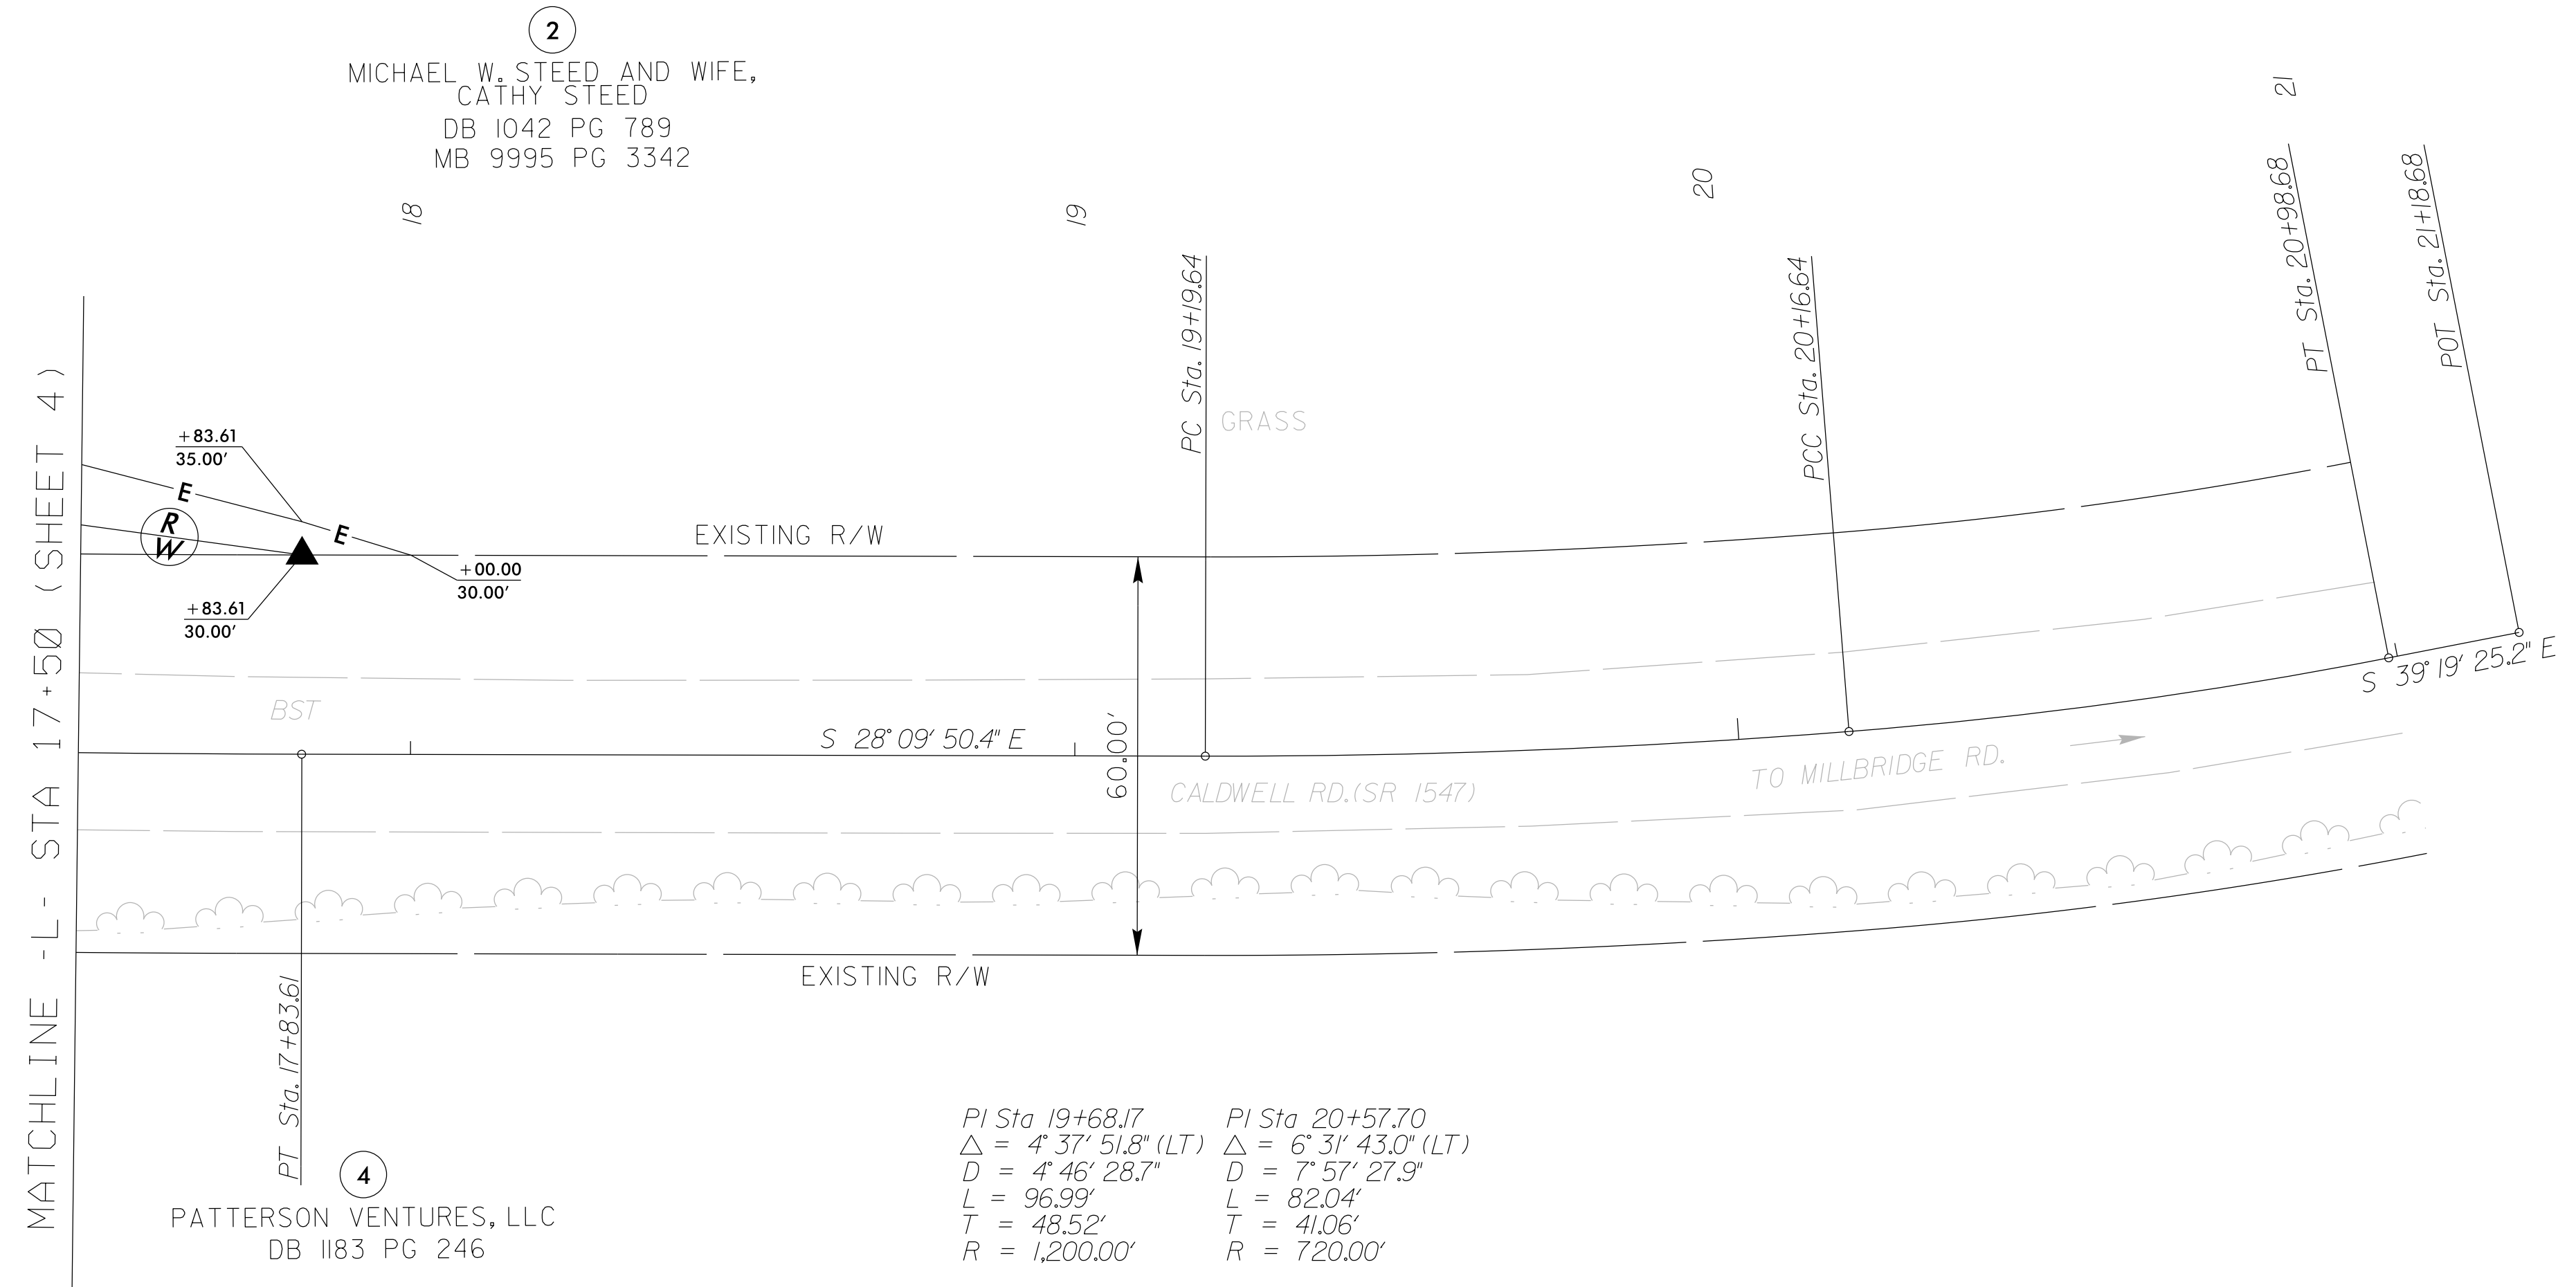 2
MICHAEL W. STEED AND WIFE,
CATHY STEED
DB 1042 PG 789
MB 9995 PG 3342
18
19
20
21
PC Sta. 19+19.64
PCC Sta. 20+16.64
PT Sta. 20+98.68
POT Sta. 21+18.68
MATCHLINE -L- STA 17+50 (SHEET 4)
GRASS
+83.61
35.00'
E
E
R
W
EXISTING R/W
+00.00
30.00'
+83.61
30.00'
BST
S 28° 09' 50.4" E
60.00'
S 39° 19' 25.2" E
CALDWELL RD.(SR 1547)
TO MILLBRIDGE RD.
EXISTING R/W
PT Sta. 17+83.61
4
PATTERSON VENTURES, LLC
DB 1183 PG 246
PI Sta 19+68.17
△ = 4° 37' 51.8" (LT)
D = 4° 46' 28.7"
L = 96.99'
T = 48.52'
R = 1,200.00'
PI Sta 20+57.70
△ = 6° 31' 43.0" (LT)
D = 7° 57' 27.9"
L = 82.04'
T = 41.06'
R = 720.00'